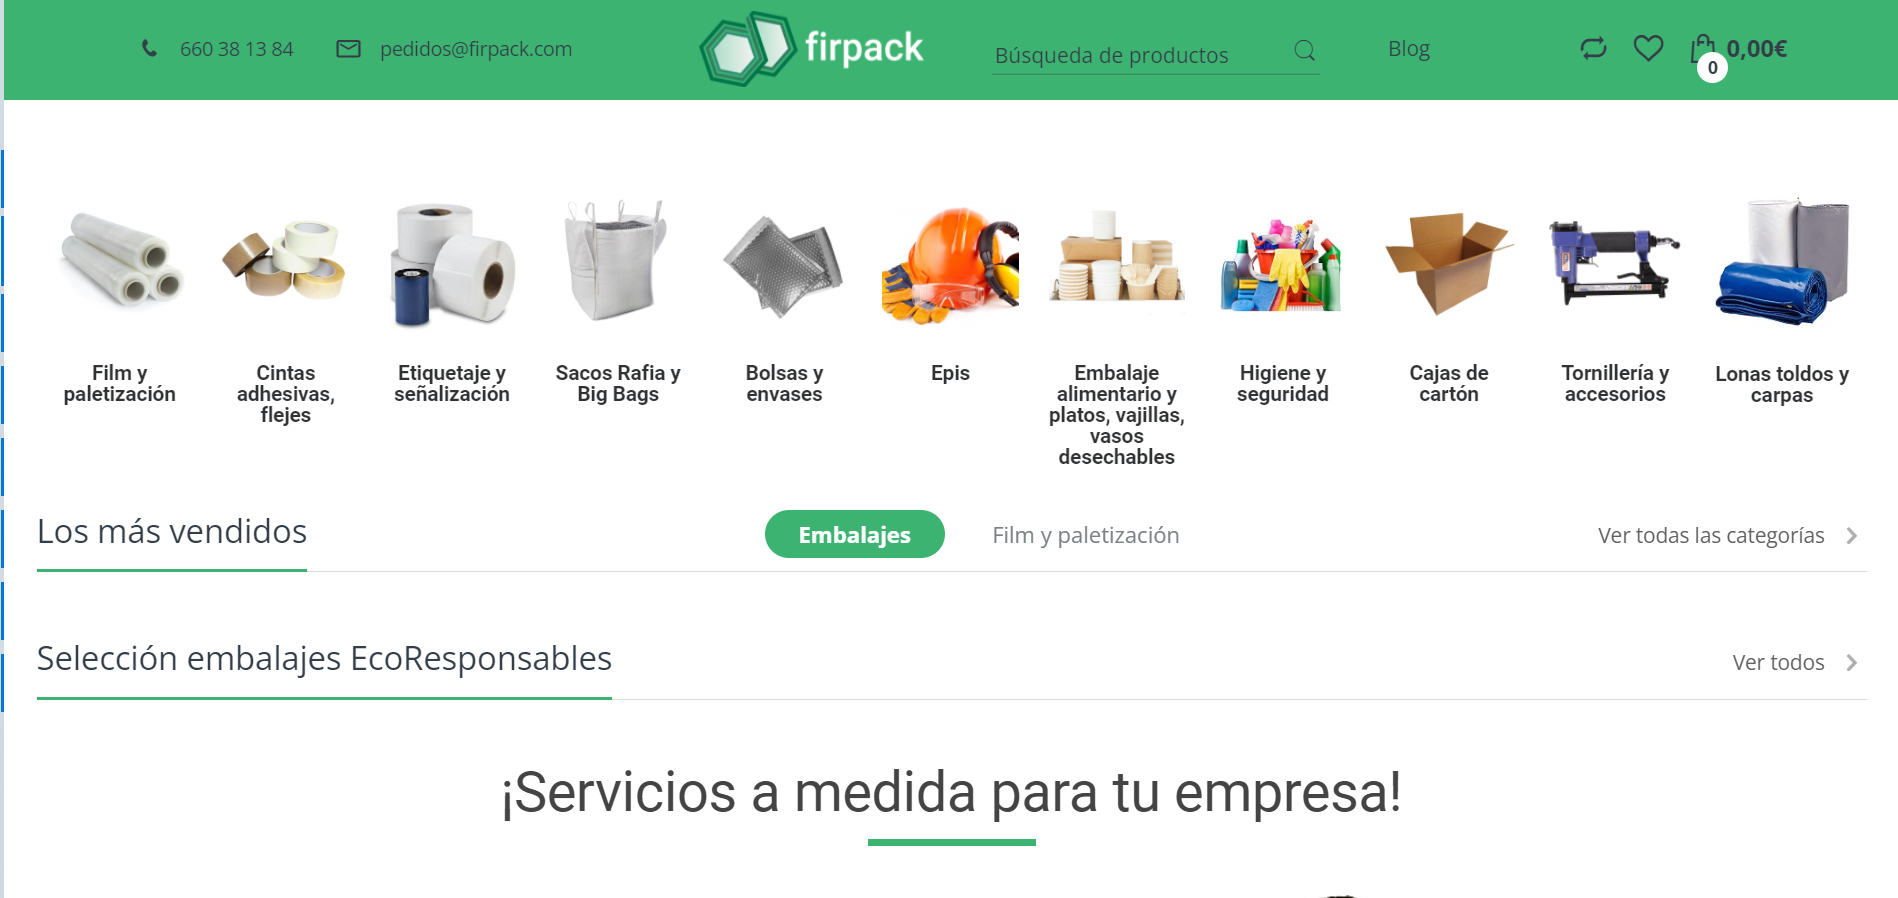 660 38 13 84
pedidos@firpack.com
firpack
Búsqueda de productos
Blog
0,00€
0
Film y
paletización
Cintas
adhesivas,
flejes
Etiquetaje y
señalización
Sacos Rafia y
Big Bags
Bolsas y
envases
Epis
Embalaje
alimentario y
platos, vajillas,
vasos
desechables
Higiene y
seguridad
Cajas de
cartón
Tornillería y
accesorios
Lonas toldos y
carpas
Los más vendidos
Embalajes
Film y paletización
Ver todas las categorías
Selección embalajes EcoResponsables
Ver todos
¡Servicios a medida para tu empresa!